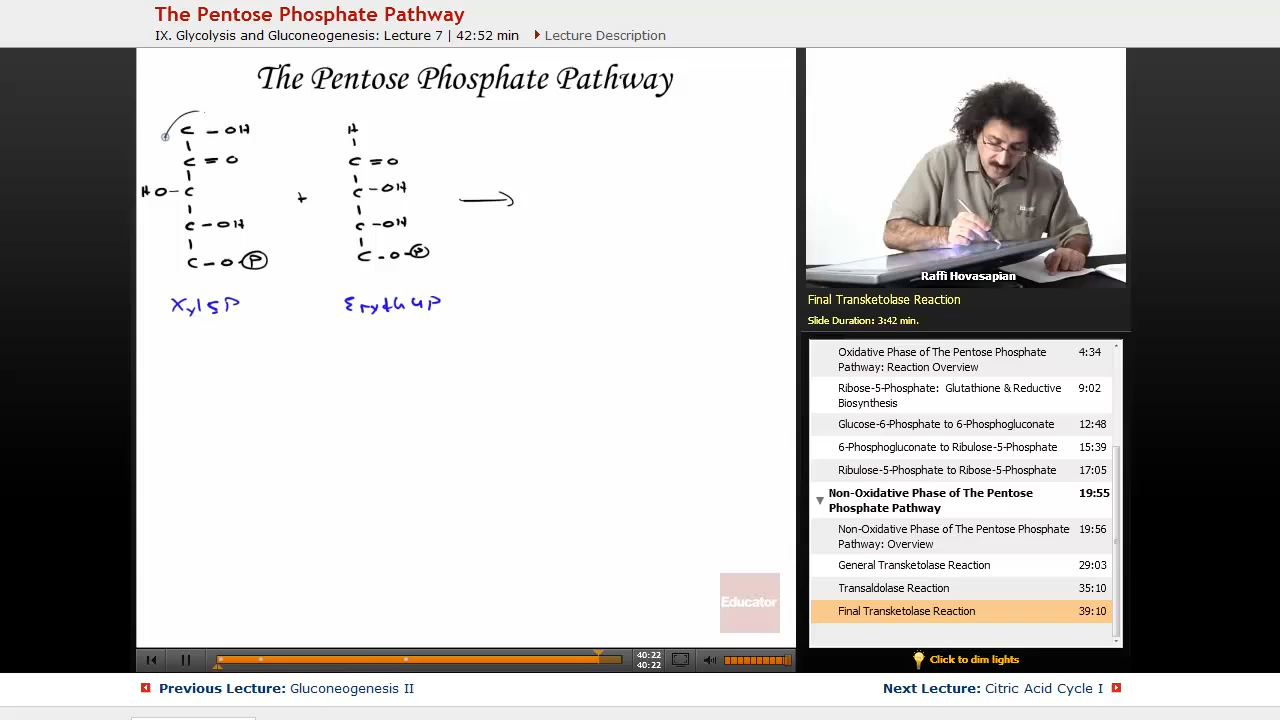 The Pentose Phosphate Pathway
IX. Glycolysis and Gluconeogenesis: Lecture 7 | 42:52 min Lecture Description
The Pentose Phosphate Pathway
C - OH H
C = O C = O
HO - C C - OH
+
C - OH C - OH
C - O - P C - O - P
Xyl 5P Eryth 4P
Educator
Raffi Hovasapian
Final Transketolase Reaction
Slide Duration: 3:42 min.
Oxidative Phase of The Pentose Phosphate 4:34
Pathway: Reaction Overview
Ribose-5-Phosphate: Glutathione & Reductive 9:02
Biosynthesis
Glucose-6-Phosphate to 6-Phosphogluconate 12:48
6-Phosphogluconate to Ribulose-5-Phosphate 15:39
Ribulose-5-Phosphate to Ribose-5-Phosphate 17:05
Non-Oxidative Phase of The Pentose 19:55
Phosphate Pathway
Non-Oxidative Phase of The Pentose Phosphate 19:56
Pathway: Overview
General Transketolase Reaction 29:03
Transaldolase Reaction 35:10
Final Transketolase Reaction 39:10
40:22
40:22
Click to dim lights
Previous Lecture: Gluconeogenesis II Next Lecture: Citric Acid Cycle I